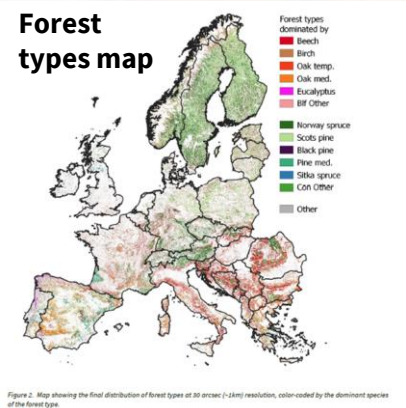 Forest
types map
Forest types
dominated by
Beech
Birch
Oak temp.
Oak med.
Eucalyptus
Blf Other
Norway spruce
Scots pine
Black pine
Pine med.
Sitka spruce
Con Other
Other
Figure 2. Map showing the final distribution of forest types at 30 arcsec (~1km) resolution, color-coded by the dominant species
of the forest type.